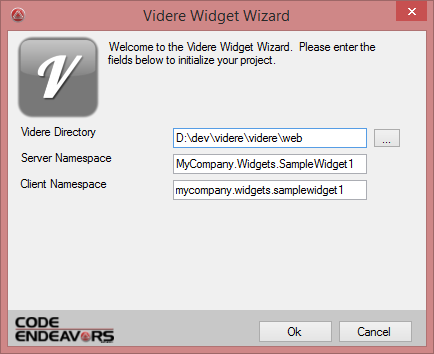 Videre Widget Wizard
V
Welcome to the Videre Widget Wizard. Please enter the
fields below to initialize your project.
Videre Directory
D:\dev\videre\videre\web
...
Server Namespace
MyCompany.Widgets.SampleWidget1
Client Namespace
mycompany.widgets.samplewidget1
CODE
ENDEAVORS
Ok
Cancel